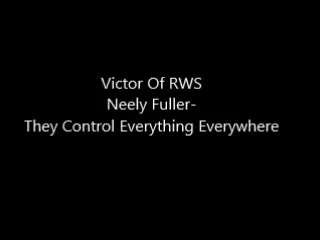 Victor Of RWS
Neely Fuller-
They Control Everything Everywhere